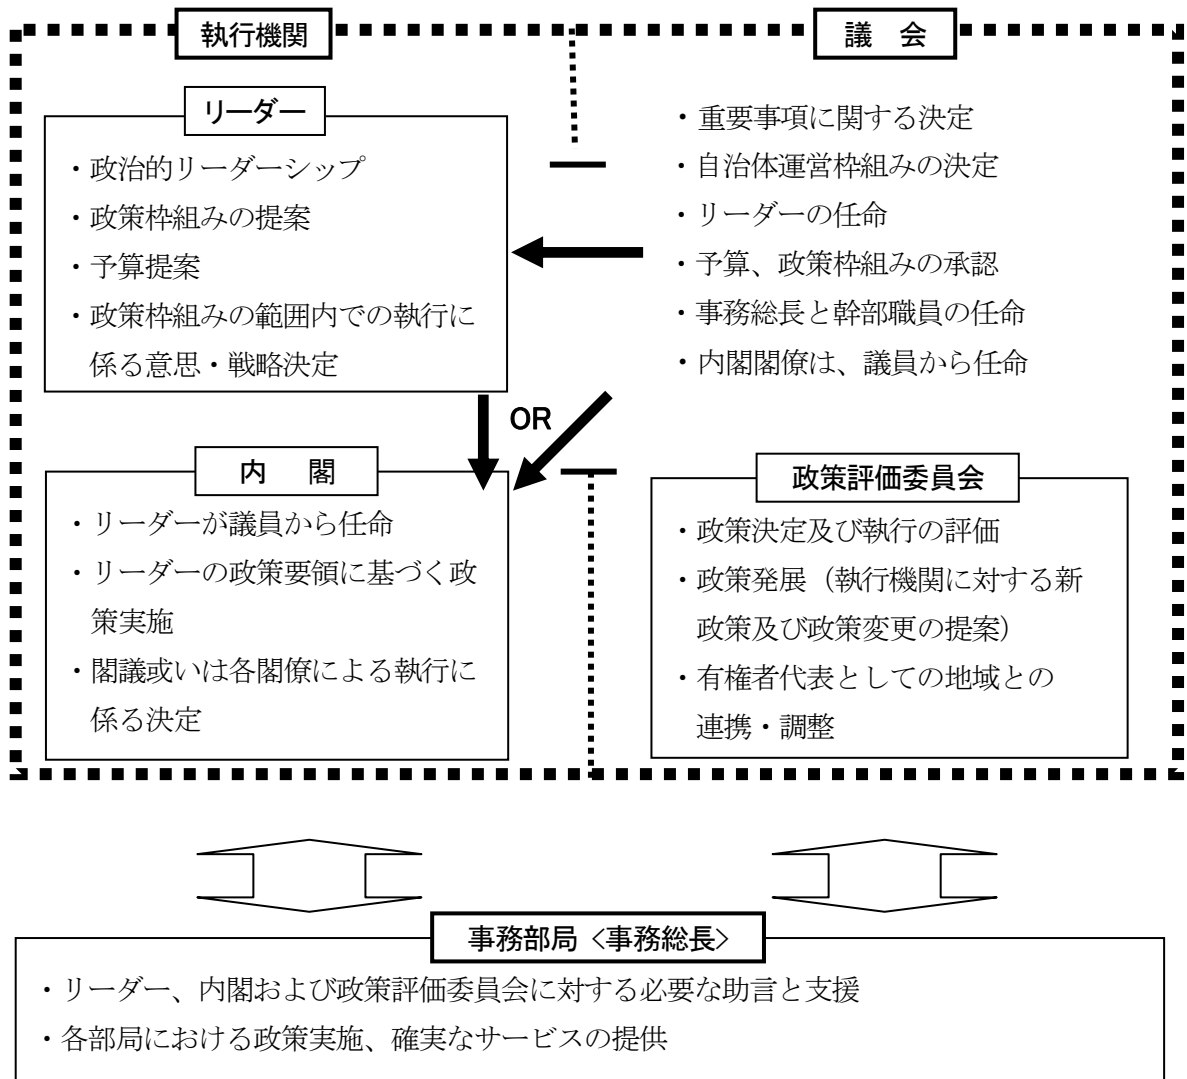 執行機関
リーダー
・政治的リーダーシップ
・政策枠組みの提案
・予算提案
・政策枠組みの範囲内での執行に
係る意思・戦略決定
議　会
・重要事項に関する決定
・自治体運営枠組みの決定
・リーダーの任命
・予算、政策枠組みの承認
・事務総長と幹部職員の任命
・内閣閣僚は、議員から任命
OR
内　閣
・リーダーが議員から任命
・リーダーの政策要領に基づく政
策実施
・閣議或いは各閣僚による執行に
係る決定
政策評価委員会
・政策決定及び執行の評価
・政策発展（執行機関に対する新
政策及び政策変更の提案）
・有権者代表としての地域との
連携・調整
事務部局〈事務総長〉
・リーダー、内閣および政策評価委員会に対する必要な助言と支援
・各部局における政策実施、確実なサービスの提供